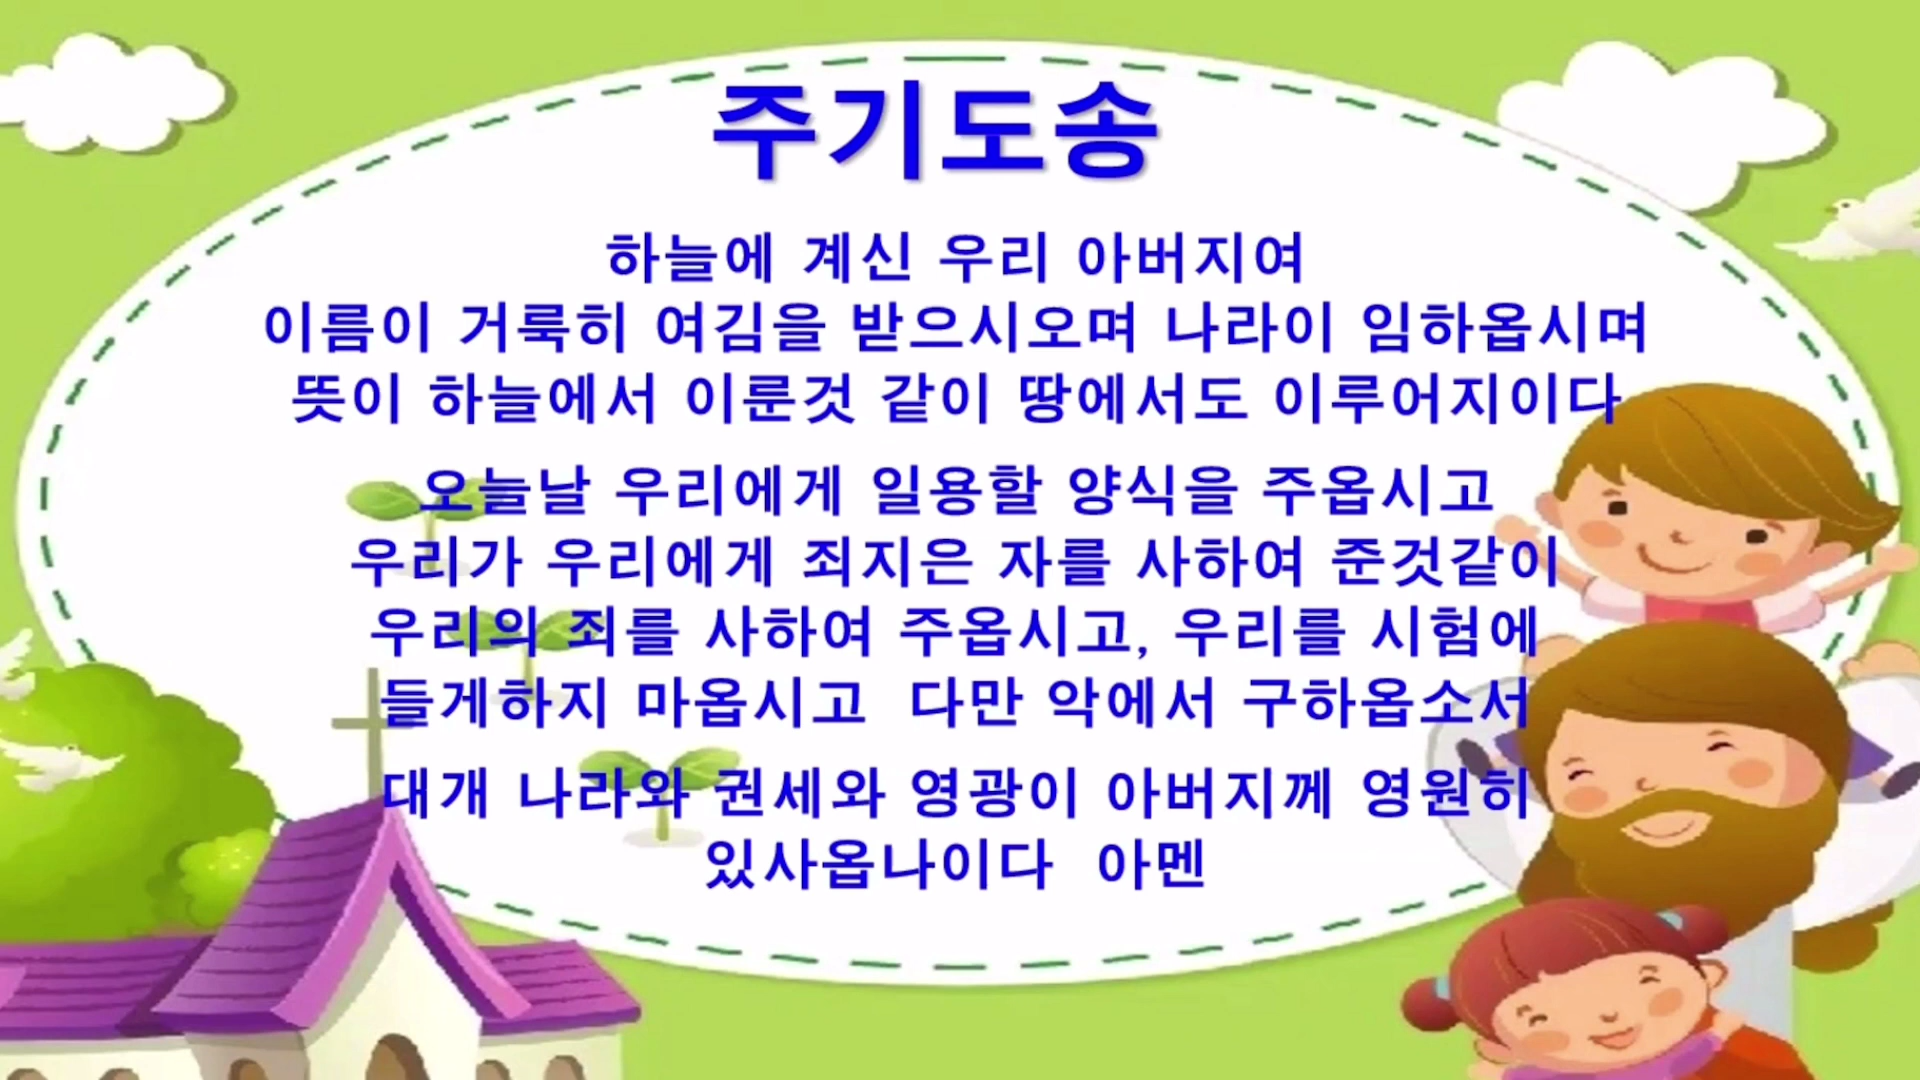 주기도송
하늘에 계신 우리 아버지여
이름이 거룩히 여김을 받으시오며 나라이 임하옵시며
뜻이 하늘에서 이룬것 같이 땅에서도 이루어지이다
오늘날 우리에게 일용할 양식을 주옵시고
우리가 우리에게 죄지은 자를 사하여 준것같이
우리의 죄를 사하여 주옵시고, 우리를 시험에
들게하지 마옵시고 다만 악에서 구하옵소서
대개 나라와 권세와 영광이 아버지께 영원히
있사옵나이다 아멘